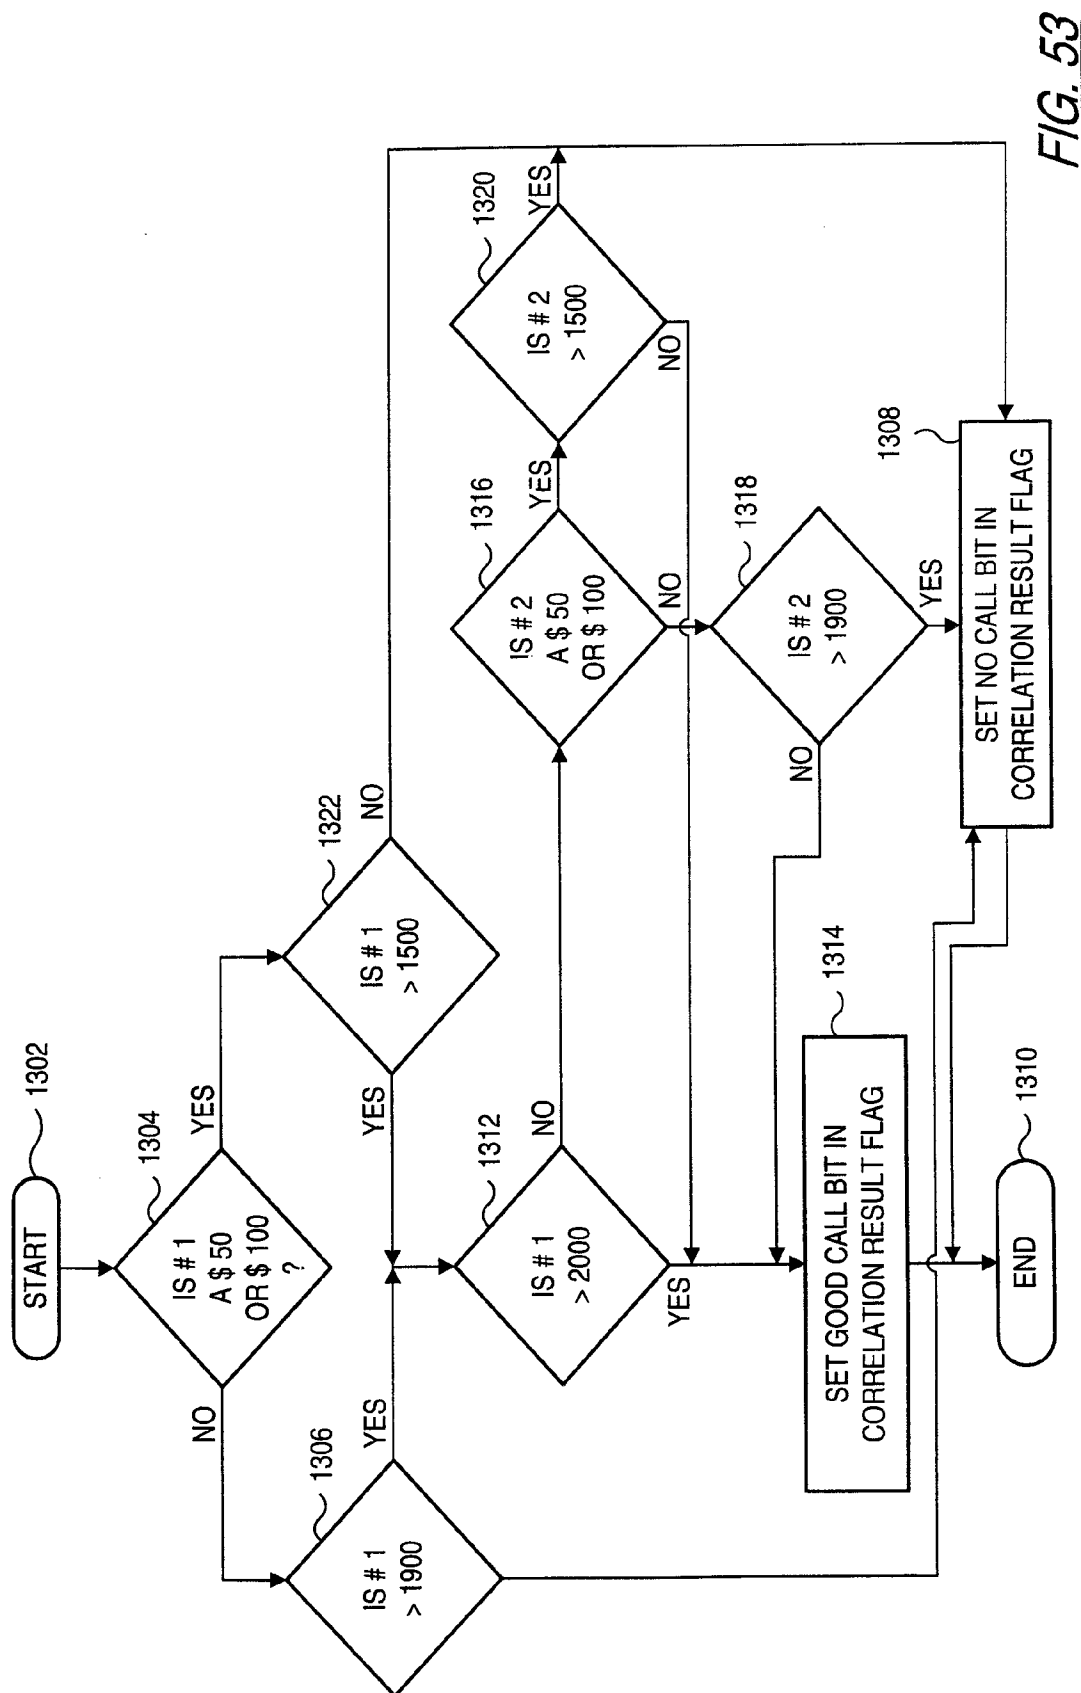 START
1302
IS # 1
A $ 50
OR $ 100
?
1304
NO
YES
IS # 1
> 1900
1306
YES
IS # 1
> 1500
1322
YES
NO
IS # 1
> 2000
1312
YES
NO
IS # 2
A $ 50
OR $ 100
1316
YES
NO
IS # 2
> 1500
1320
YES
NO
IS # 2
> 1900
1318
NO
YES
SET GOOD CALL BIT IN
CORRELATION RESULT FLAG
1314
SET NO CALL BIT IN
CORRELATION RESULT FLAG
1308
END
1310
FIG. 53